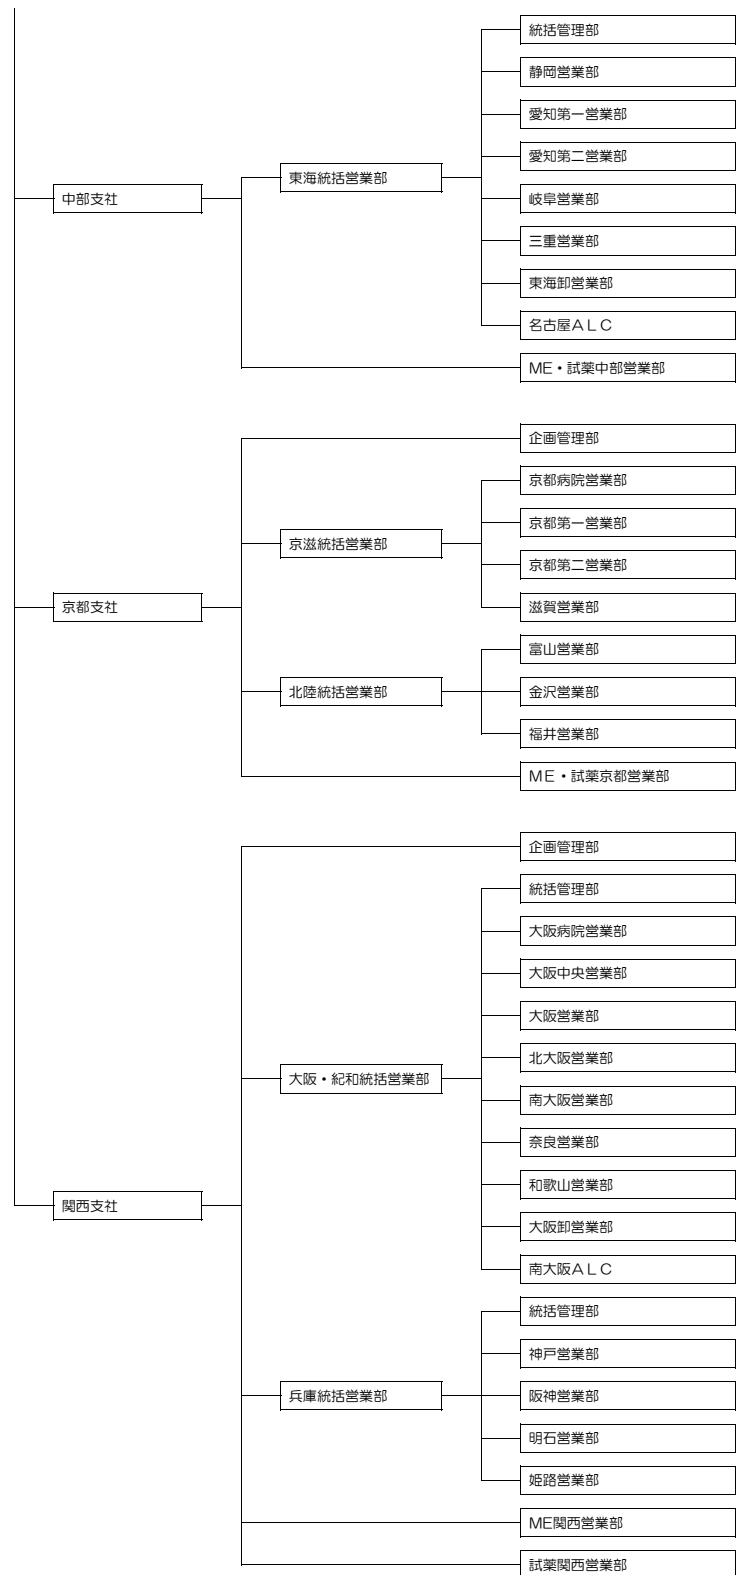 統括管理部
静岡営業部
愛知第一営業部
愛知第二営業部
東海統括営業部
中部支社
岐阜営業部
三重営業部
東海卸営業部
名古屋ＡＬＣ
ME・試薬中部営業部
企画管理部
京都病院営業部
京都第一営業部
京滋統括営業部
京都第二営業部
京都支社
滋賀営業部
富山営業部
北陸統括営業部
金沢営業部
福井営業部
ＭＥ・試薬京都営業部
企画管理部
統括管理部
大阪病院営業部
大阪中央営業部
大阪営業部
北大阪営業部
大阪・紀和統括営業部
南大阪営業部
奈良営業部
和歌山営業部
関西支社
大阪卸営業部
南大阪ＡＬＣ
統括管理部
神戸営業部
兵庫統括営業部
阪神営業部
明石営業部
姫路営業部
ME関西営業部
試薬関西営業部